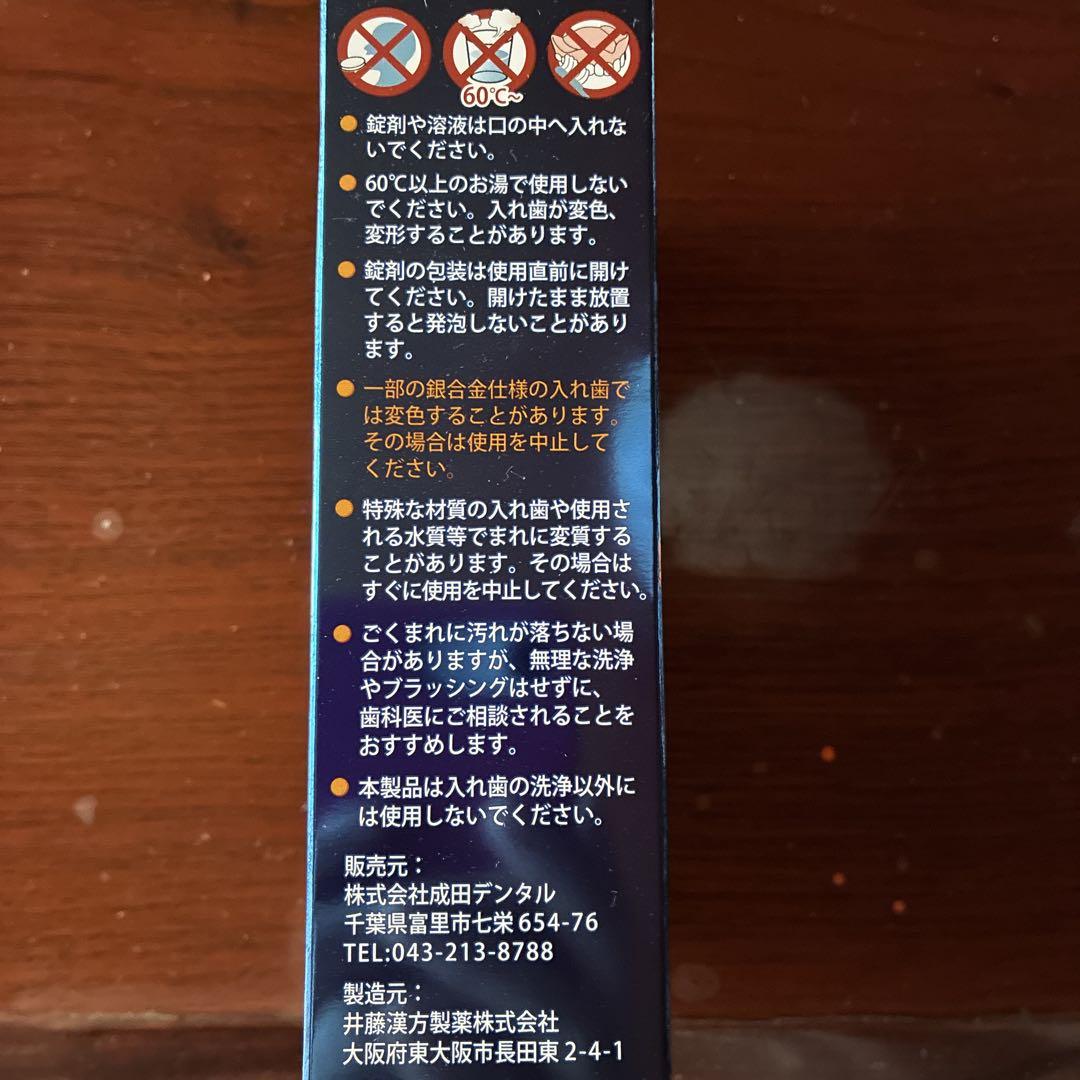 60℃~
● 錠剤や溶液は口の中へ入れな
いでください。
● 60℃以上のお湯で使用しない
でください。入れ歯が変色、
変形することがあります。
● 錠剤の包装は使用直前に開け
てください。開けたまま放置
すると発泡しないことがあり
ます。
● 一部の銀合金仕様の入れ歯で
は変色することがあります。
その場合は使用を中止して
ください。
● 特殊な材質の入れ歯や使用さ
れる水質等でまれに変質する
ことがあります。その場合は
すぐに使用を中止してください。
● ごくまれに汚れが落ちない場
合がありますが、無理な洗浄
やブラッシングはせずに、
歯科医にご相談されることを
おすすめします。
● 本製品は入れ歯の洗浄以外に
は使用しないでください。
販売元：
株式会社成田デンタル
千葉県富里市七栄654-76
TEL:043-213-8788
製造元：
井藤漢方製薬株式会社
大阪府東大阪市長田東2-4-1